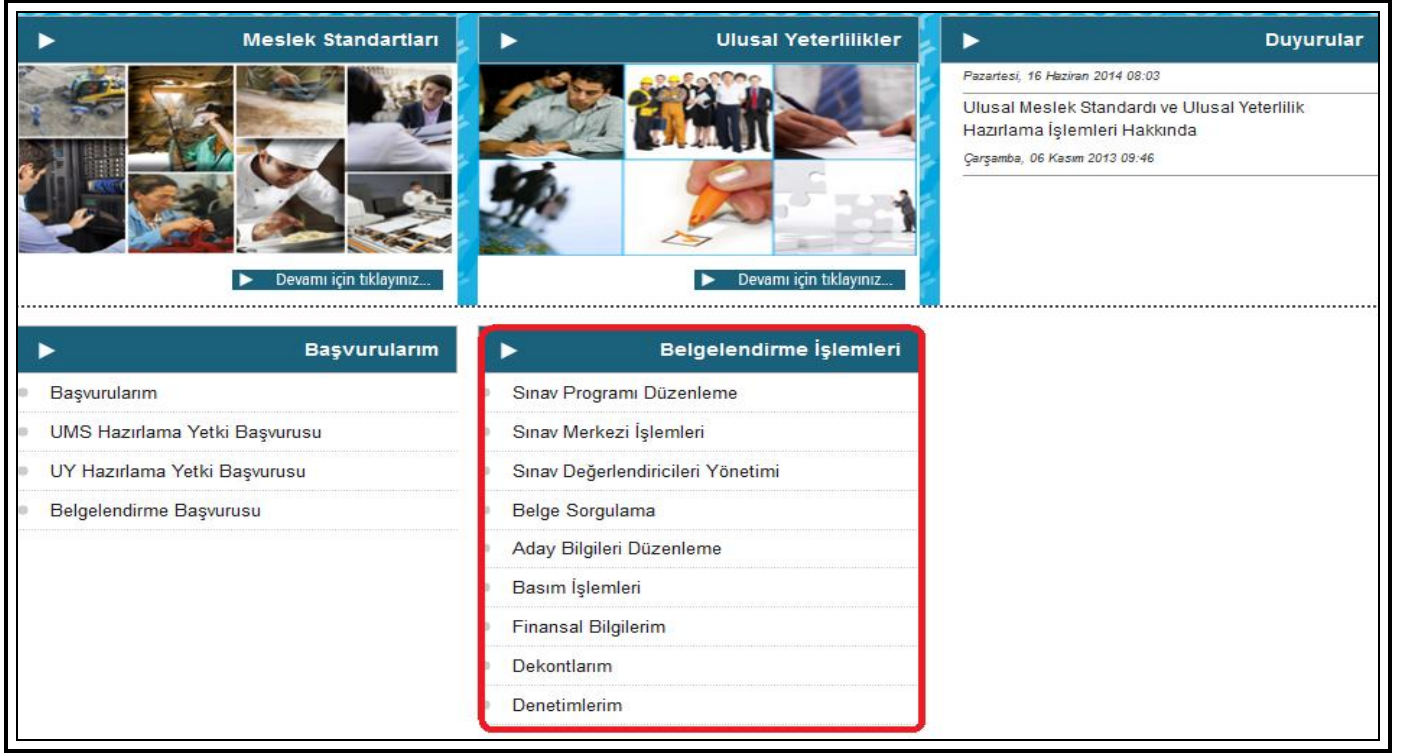 Meslek Standartları
Devamı için tıklayınız...
Ulusal Yeterlilikler
Devamı için tıklayınız...
Duyurular
Pazartesi, 16 Haziran 2014 08:03
Ulusal Meslek Standardı ve Ulusal Yeterlilik
Hazırlama İşlemleri Hakkında
Çarşamba, 06 Kasım 2013 09:46
Başvurularım
Başvurularım
UMS Hazırlama Yetki Başvurusu
UY Hazırlama Yetki Başvurusu
Belgelendirme Başvurusu
Belgelendirme İşlemleri
Sınav Programı Düzenleme
Sınav Merkezi İşlemleri
Sınav Değerlendiricileri Yönetimi
Belge Sorgulama
Aday Bilgileri Düzenleme
Basım İşlemleri
Finansal Bilgilerim
Dekontlarım
Denetimlerim